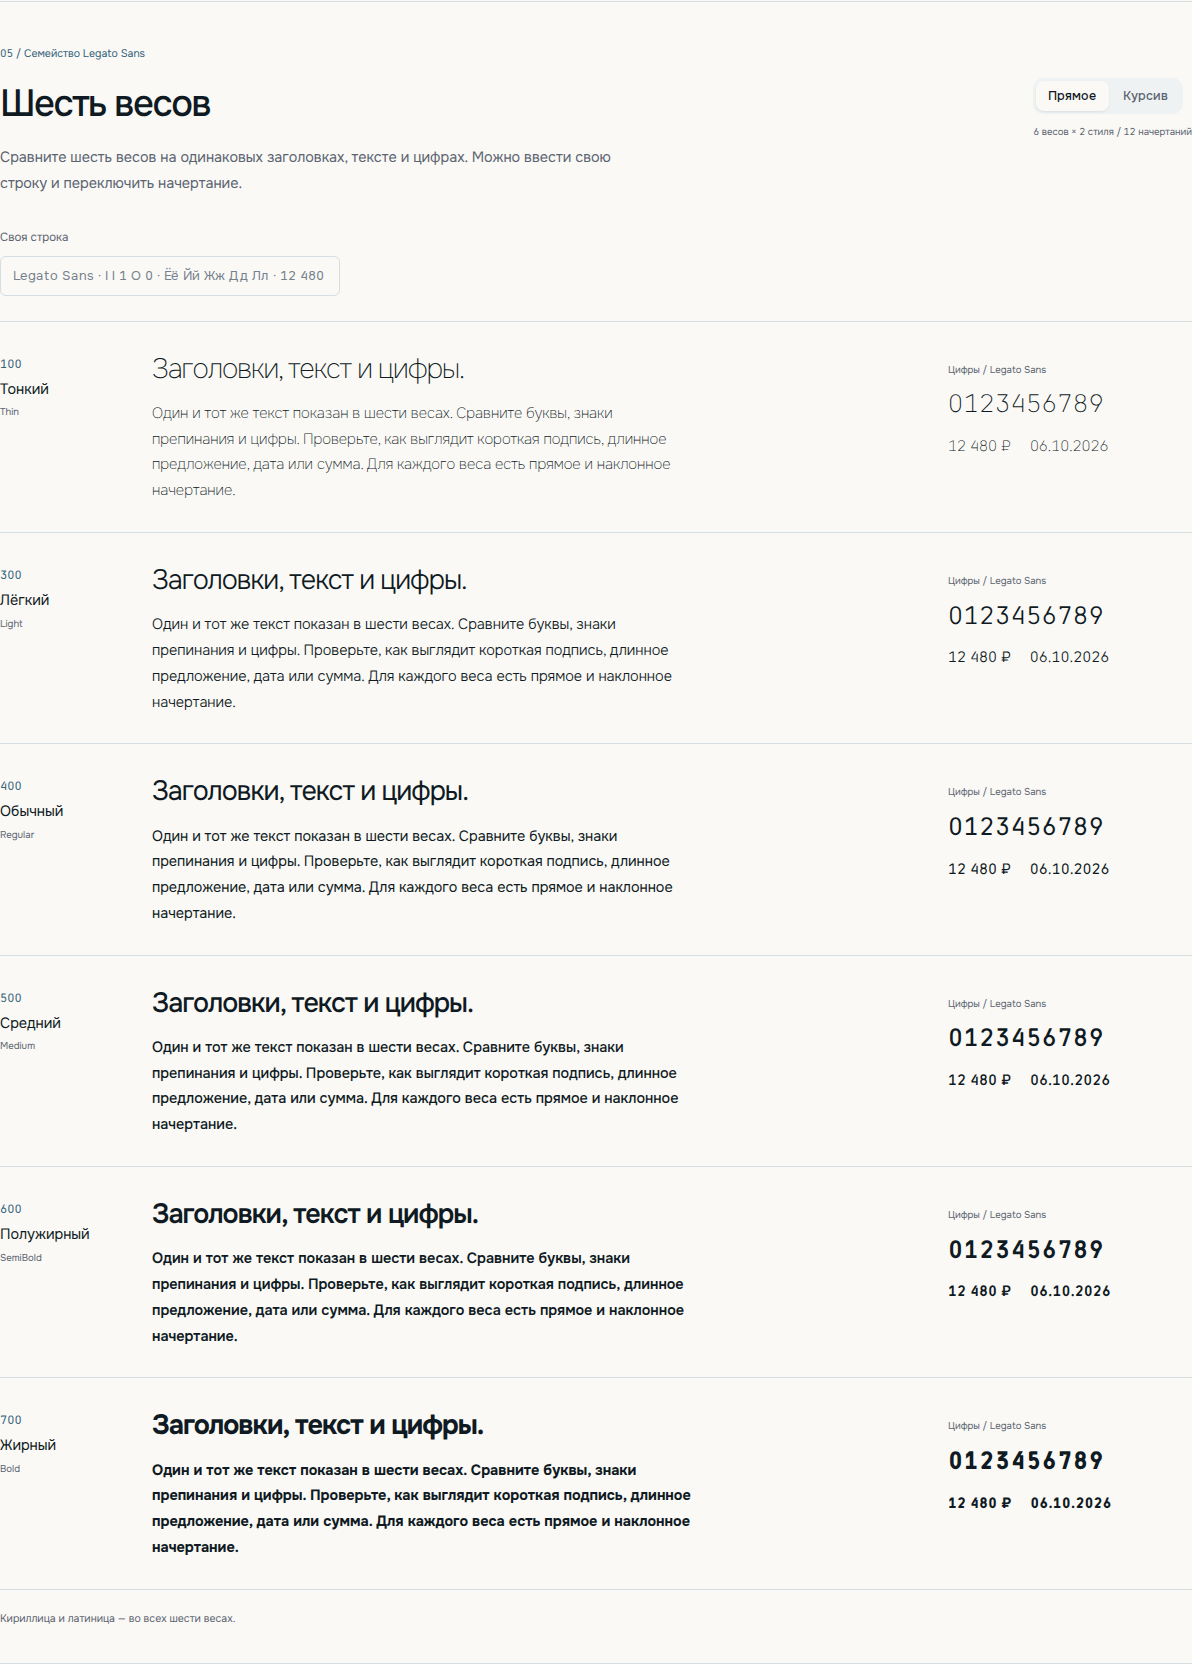 05 / Семейство Legato Sans
Шесть весов
Прямое Курсив
6 весов × 2 стиля / 12 начертаний
Сравните шесть весов на одинаковых заголовках, тексте и цифрах. Можно ввести свою
строку и переключить начертание.
Своя строка
Legato Sans · I l 1 O 0 · Ёё Йй Жж Дд Лл · 12 480
100
Тонкий
Thin
Заголовки, текст и цифры.
Один и тот же текст показан в шести весах. Сравните буквы, знаки
препинания и цифры. Проверьте, как выглядит короткая подпись, длинное
предложение, дата или сумма. Для каждого веса есть прямое и наклонное
начертание.
Цифры / Legato Sans
0123456789
12 480 ₽ 06.10.2026
300
Лёгкий
Light
Заголовки, текст и цифры.
Один и тот же текст показан в шести весах. Сравните буквы, знаки
препинания и цифры. Проверьте, как выглядит короткая подпись, длинное
предложение, дата или сумма. Для каждого веса есть прямое и наклонное
начертание.
Цифры / Legato Sans
0123456789
12 480 ₽ 06.10.2026
400
Обычный
Regular
Заголовки, текст и цифры.
Один и тот же текст показан в шести весах. Сравните буквы, знаки
препинания и цифры. Проверьте, как выглядит короткая подпись, длинное
предложение, дата или сумма. Для каждого веса есть прямое и наклонное
начертание.
Цифры / Legato Sans
0123456789
12 480 ₽ 06.10.2026
500
Средний
Medium
Заголовки, текст и цифры.
Один и тот же текст показан в шести весах. Сравните буквы, знаки
препинания и цифры. Проверьте, как выглядит короткая подпись, длинное
предложение, дата или сумма. Для каждого веса есть прямое и наклонное
начертание.
Цифры / Legato Sans
0123456789
12 480 ₽ 06.10.2026
600
Полужирный
SemiBold
Заголовки, текст и цифры.
Один и тот же текст показан в шести весах. Сравните буквы, знаки
препинания и цифры. Проверьте, как выглядит короткая подпись, длинное
предложение, дата или сумма. Для каждого веса есть прямое и наклонное
начертание.
Цифры / Legato Sans
0123456789
12 480 ₽ 06.10.2026
700
Жирный
Bold
Заголовки, текст и цифры.
Один и тот же текст показан в шести весах. Сравните буквы, знаки
препинания и цифры. Проверьте, как выглядит короткая подпись, длинное
предложение, дата или сумма. Для каждого веса есть прямое и наклонное
начертание.
Цифры / Legato Sans
0123456789
12 480 ₽ 06.10.2026
Кириллица и латиница — во всех шести весах.